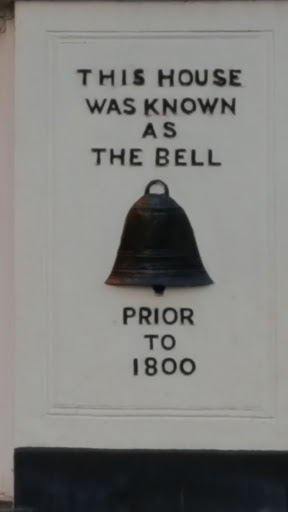 THIS HOUSE
WAS KNOWN
AS
THE BELL
PRIOR
TO
1800